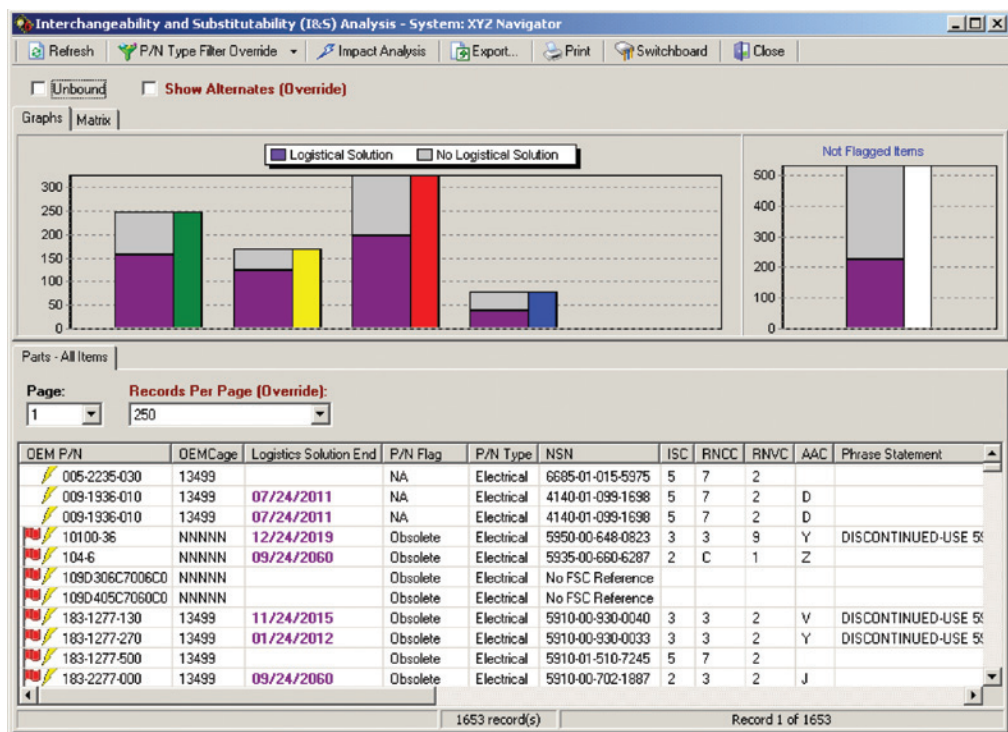 Interchangeability and Substitutability (I&S) Analysis - System: XYZ Navigator
Refresh P/N Type Filter Override Impact Analysis Export... Print Switchboard Close
Unbound Show Alternates (Override)
Graphs Matrix
Logistical Solution No Logistical Solution
Not Flagged Items
300
250
200
150
100
50
0
500
400
300
200
100
0
Parts - All Items
Page: Records Per Page (Override):
1 250
OEM P/N OEMCage Logistics Solution End P/N Flag P/N Type NSN ISC RNCC RNVC AAC Phrase Statement
005-2235-030 13499 NA Electrical 6685-01-015-5975 5 7 2
009-1936-010 13499 07/24/2011 NA Electrical 4140-01-099-1698 5 7 2 D
009-1936-010 13499 07/24/2011 NA Electrical 4140-01-099-1698 5 7 2 D
10100-36 NNNNN 12/24/2019 Obsolete Electrical 5950-00-648-0823 3 3 9 Y DISCONTINUED-USE 59
104-6 NNNNN 09/24/2060 Obsolete Electrical 5935-00-660-6287 2 C 1 Z
109D306C7006C0 NNNNN Obsolete Electrical No FSC Reference
109D405C7060C0 NNNNN Obsolete Electrical No FSC Reference
183-1277-130 13499 11/24/2015 Obsolete Electrical 5910-00-930-0040 3 3 2 V DISCONTINUED-USE 59
183-1277-270 13499 01/24/2012 Obsolete Electrical 5910-00-930-0033 3 3 2 Y DISCONTINUED-USE 59
183-1277-500 13499 Obsolete Electrical 5910-01-510-7245 5 7 2
183-2277-000 13499 09/24/2060 Obsolete Electrical 5910-00-702-1887 2 3 2 J
1653 record(s) Record 1 of 1653